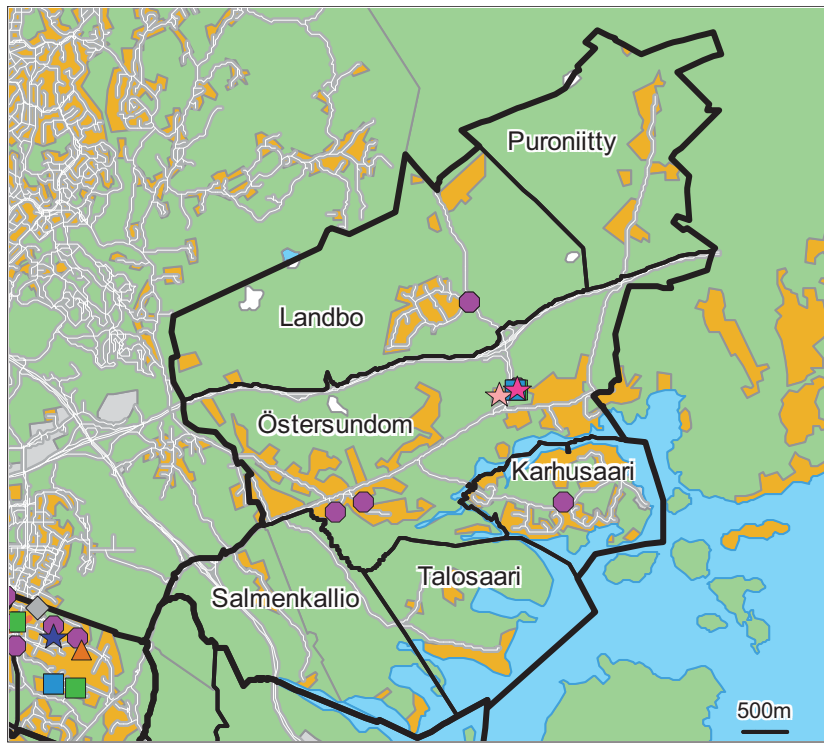 Puroniitty
Landbo
Östersundom
Karhusaari
Talosaari
Salmenkallio
500m